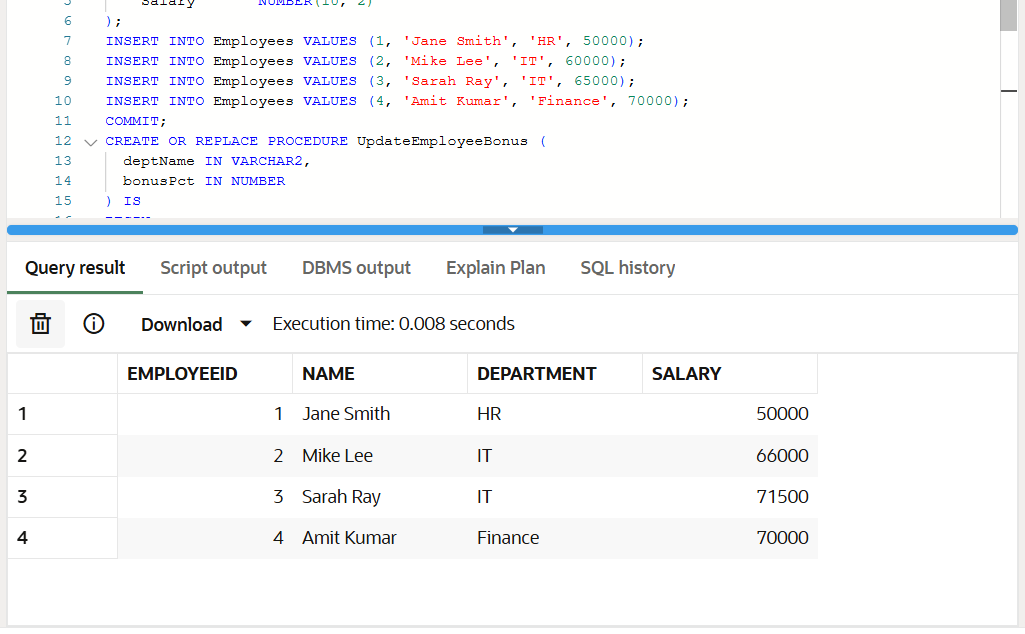 5 Salary NUMBER(10, 2)
6 );
7 INSERT INTO Employees VALUES (1, 'Jane Smith', 'HR', 50000);
8 INSERT INTO Employees VALUES (2, 'Mike Lee', 'IT', 60000);
9 INSERT INTO Employees VALUES (3, 'Sarah Ray', 'IT', 65000);
10 INSERT INTO Employees VALUES (4, 'Amit Kumar', 'Finance', 70000);
11 COMMIT;
12 CREATE OR REPLACE PROCEDURE UpdateEmployeeBonus (
13 deptName IN VARCHAR2,
14 bonusPct IN NUMBER
15 ) IS
Query result Script output DBMS output Explain Plan SQL history
Download Execution time: 0.008 seconds
EMPLOYEEID NAME DEPARTMENT SALARY
1 1 Jane Smith HR 50000
2 2 Mike Lee IT 66000
3 3 Sarah Ray IT 71500
4 4 Amit Kumar Finance 70000